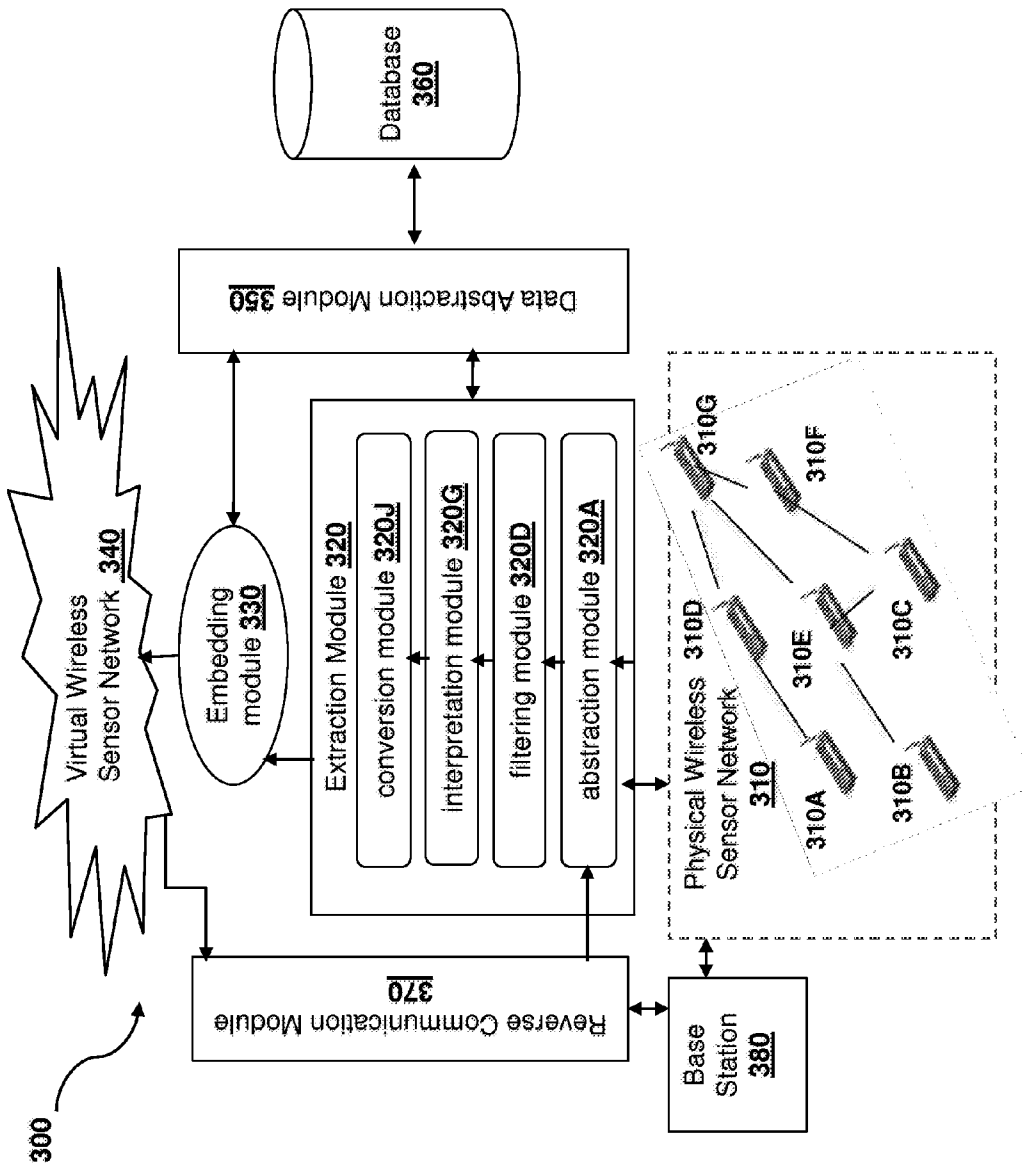 300
Virtual Wireless
Sensor Network 340
Embedding
module 330
Reverse Communication Module 370
Extraction Module 320
conversion module 320J
interpretation module 320G
filtering module 320D
abstraction module 320A
Data Abstraction Module 350
Database
360
Base
Station
380
Physical Wireless
Sensor Network
310
310A
310B
310C
310D
310E
310F
310G